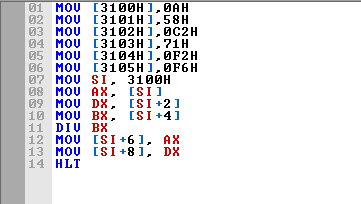 01 MOV [3100H],0AH
02 MOV [3101H],58H
03 MOV [3102H],0C2H
04 MOV [3103H],71H
05 MOV [3104H],0F2H
06 MOV [3105H],0F6H
07 MOV SI, 3100H
08 MOV AX, [SI]
09 MOV DX, [SI+2]
10 MOV BX, [SI+4]
11 DIV BX
12 MOV [SI+6], AX
13 MOV [SI+8], DX
14 HLT